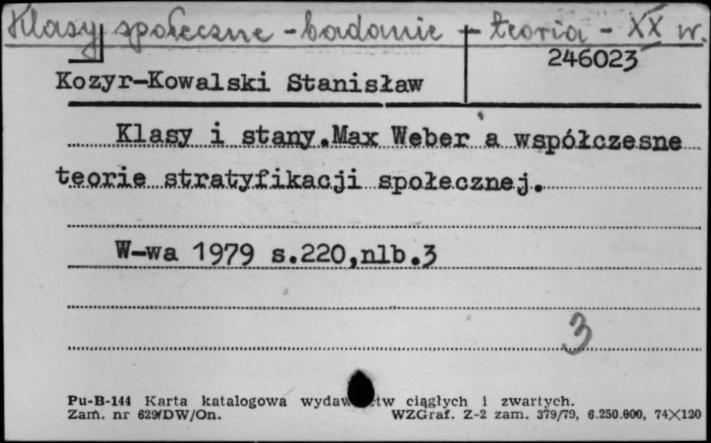 Klasy społeczne - badanie - teoria - XX w.
246023
Kozyr-Kowalski Stanisław
Klasy i stany.Max Weber a współczesne
teorie stratyfikacji społecznej.
W-wa 1979 s.220,nlb.3
3
Pu-B-144 Karta katalogowa wydaw tw ciągłych i zwartych.
Zam. nr 629/DW/On. WZGraf. Z-2 zam. 379/79, 6.250.000, 74X120